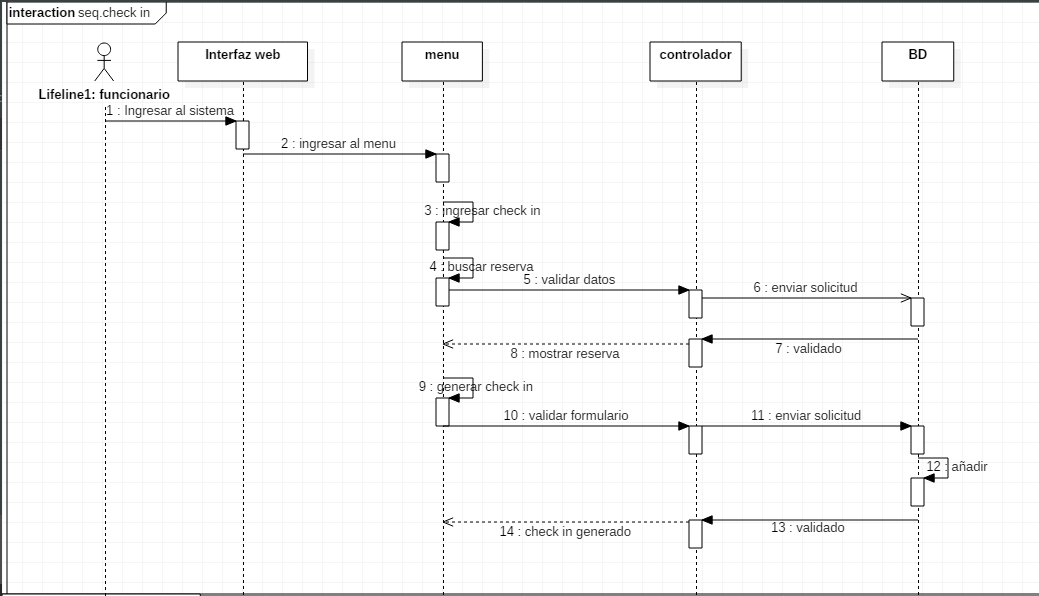 interaction seq.check in
Interfaz web
menu
controlador
BD
Lifeline1: funcionario
1 : Ingresar al sistema
2 : ingresar al menu
3 : ingresar check in
4 : buscar reserva
5 : validar datos
6 : enviar solicitud
7 : validado
8 : mostrar reserva
9 : generar check in
10 : validar formulario
11 : enviar solicitud
12 : añadir
13 : validado
14 : check in generado